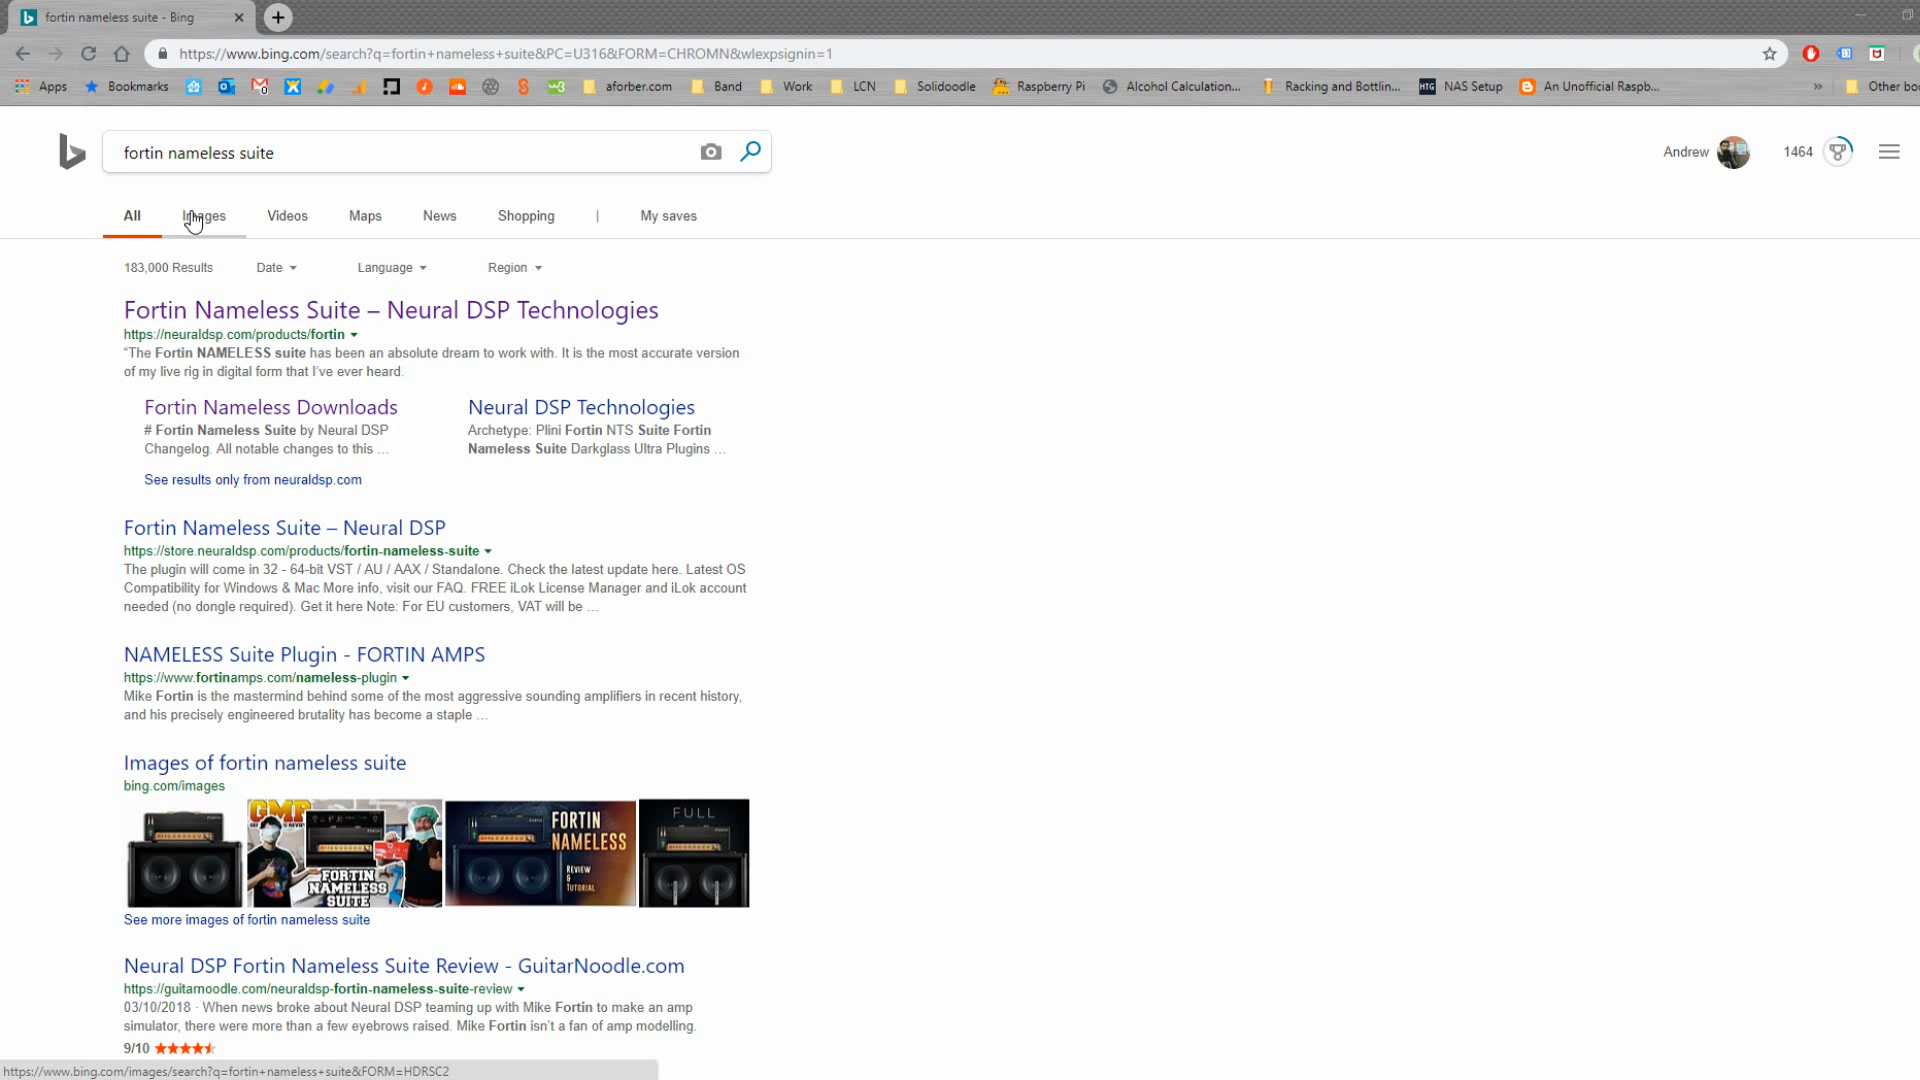 fortin nameless suite - Bing
https://www.bing.com/search?q=fortin+nameless+suite&PC=U316&FORM=CHROMN&wlexpsignin=1
Apps Bookmarks aforber.com Band Work LCN Solidoodle Raspberry Pi Alcohol Calculation... Racking and Bottlin... HTG NAS Setup An Unofficial Raspb... » Other boo
fortin nameless suite
Andrew 1464
All Images Videos Maps News Shopping | My saves
183,000 Results Date Language Region
Fortin Nameless Suite – Neural DSP Technologies
https://neuraldsp.com/products/fortin
“The Fortin NAMELESS suite has been an absolute dream to work with. It is the most accurate version
of my live rig in digital form that I’ve ever heard.
Fortin Nameless Downloads
# Fortin Nameless Suite by Neural DSP
Changelog. All notable changes to this ...
Neural DSP Technologies
Archetype: Plini Fortin NTS Suite Fortin
Nameless Suite Darkglass Ultra Plugins ...
See results only from neuraldsp.com
Fortin Nameless Suite – Neural DSP
https://store.neuraldsp.com/products/fortin-nameless-suite
The plugin will come in 32 - 64-bit VST / AU / AAX / Standalone. Check the latest update here. Latest OS
Compatibility for Windows & Mac More info, visit our FAQ. FREE iLok License Manager and iLok account
needed (no dongle required). Get it here Note: For EU customers, VAT will be ...
NAMELESS Suite Plugin - FORTIN AMPS
https://www.fortinamps.com/nameless-plugin
Mike Fortin is the mastermind behind some of the most aggressive sounding amplifiers in recent history,
and his precisely engineered brutality has become a staple ...
Images of fortin nameless suite
bing.com/images
GMR
FORTIN
NAMELESS
SUITE
FORTIN
NAMELESS
REVIEW
&
TUTORIAL
FULL
See more images of fortin nameless suite
Neural DSP Fortin Nameless Suite Review - GuitarNoodle.com
https://guitarnoodle.com/neuraldsp-fortin-nameless-suite-review
03/10/2018 · When news broke about Neural DSP teaming up with Mike Fortin to make an amp
simulator, there were more than a few eyebrows raised. Mike Fortin isn’t a fan of amp modelling.
9/10
https://www.bing.com/images/search?q=fortin+nameless+suite&FORM=HDRSC2